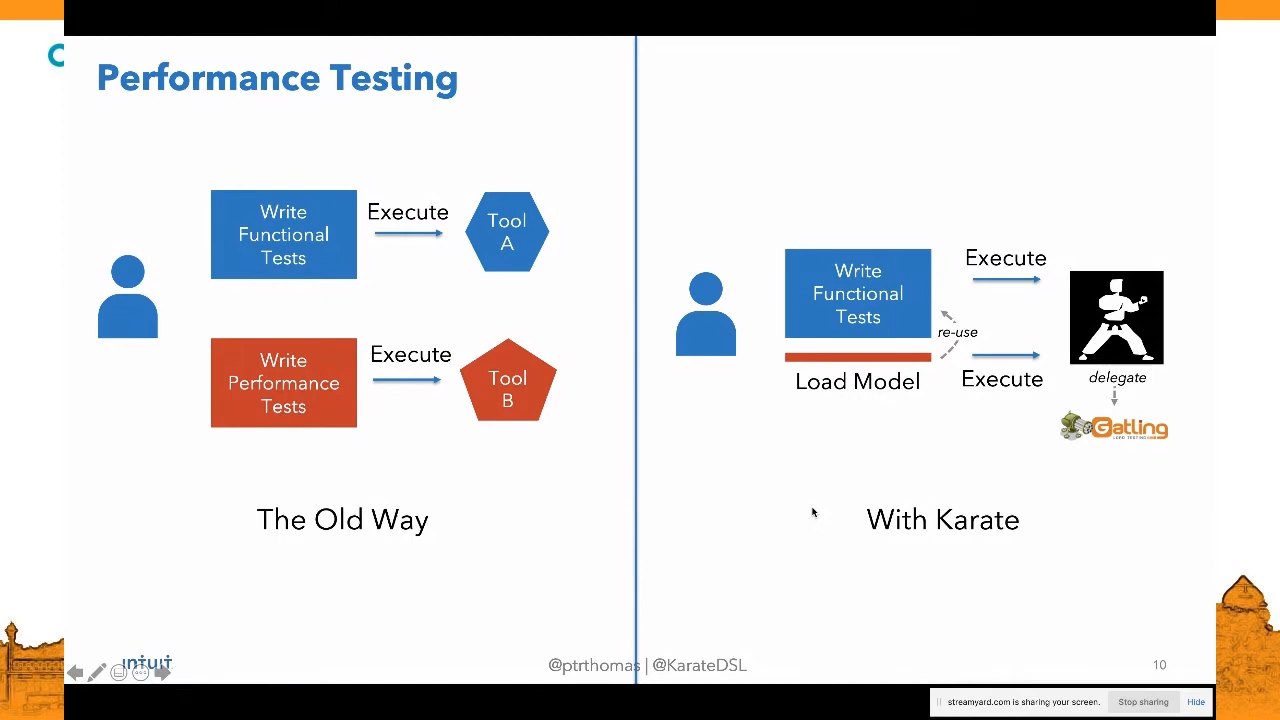 Performance Testing
Write
Functional
Tests
Execute
Tool
A
Write
Performance
Tests
Execute
Tool
B
The Old Way
Write
Functional
Tests
Execute
re-use
Load Model
Execute
delegate
Gatling
With Karate
intuit
@ptrthomas | @KarateDSL
10
streamyard.com is sharing your screen.
Stop sharing
Hide